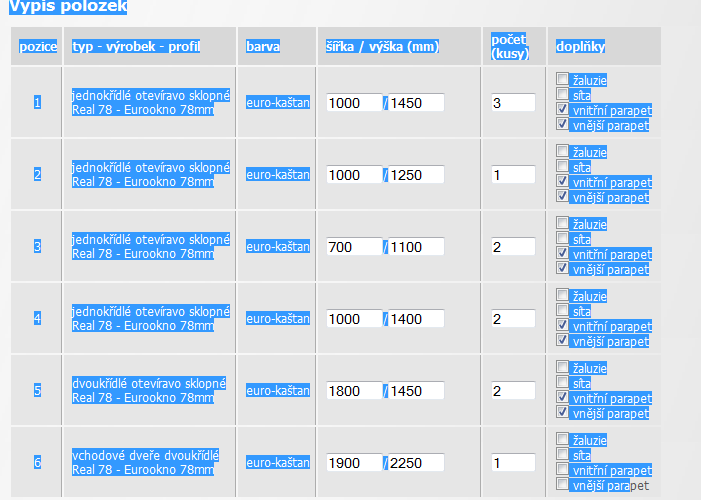 Výpis položek
pozice typ - výrobek - profil barva šířka / výška (mm) počet (kusy) doplňky
1 jednokřídlé otevíravo sklopné Real 78 - Eurookno 78mm euro-kaštan 1000 / 1450 3
žaluzie
síta
vnitřní parapet
vnější parapet
2 jednokřídlé otevíravo sklopné Real 78 - Eurookno 78mm euro-kaštan 1000 / 1250 1
žaluzie
síta
vnitřní parapet
vnější parapet
3 jednokřídlé otevíravo sklopné Real 78 - Eurookno 78mm euro-kaštan 700 / 1100 2
žaluzie
síta
vnitřní parapet
vnější parapet
4 jednokřídlé otevíravo sklopné Real 78 - Eurookno 78mm euro-kaštan 1000 / 1400 2
žaluzie
síta
vnitřní parapet
vnější parapet
5 dvoukřídlé otevíravo sklopné Real 78 - Eurookno 78mm euro-kaštan 1800 / 1450 2
žaluzie
síta
vnitřní parapet
vnější parapet
6 vchodové dveře dvoukřídlé Real 78 - Eurookno 78mm euro-kaštan 1900 / 2250 1
žaluzie
síta
vnitřní parapet
vnější parapet